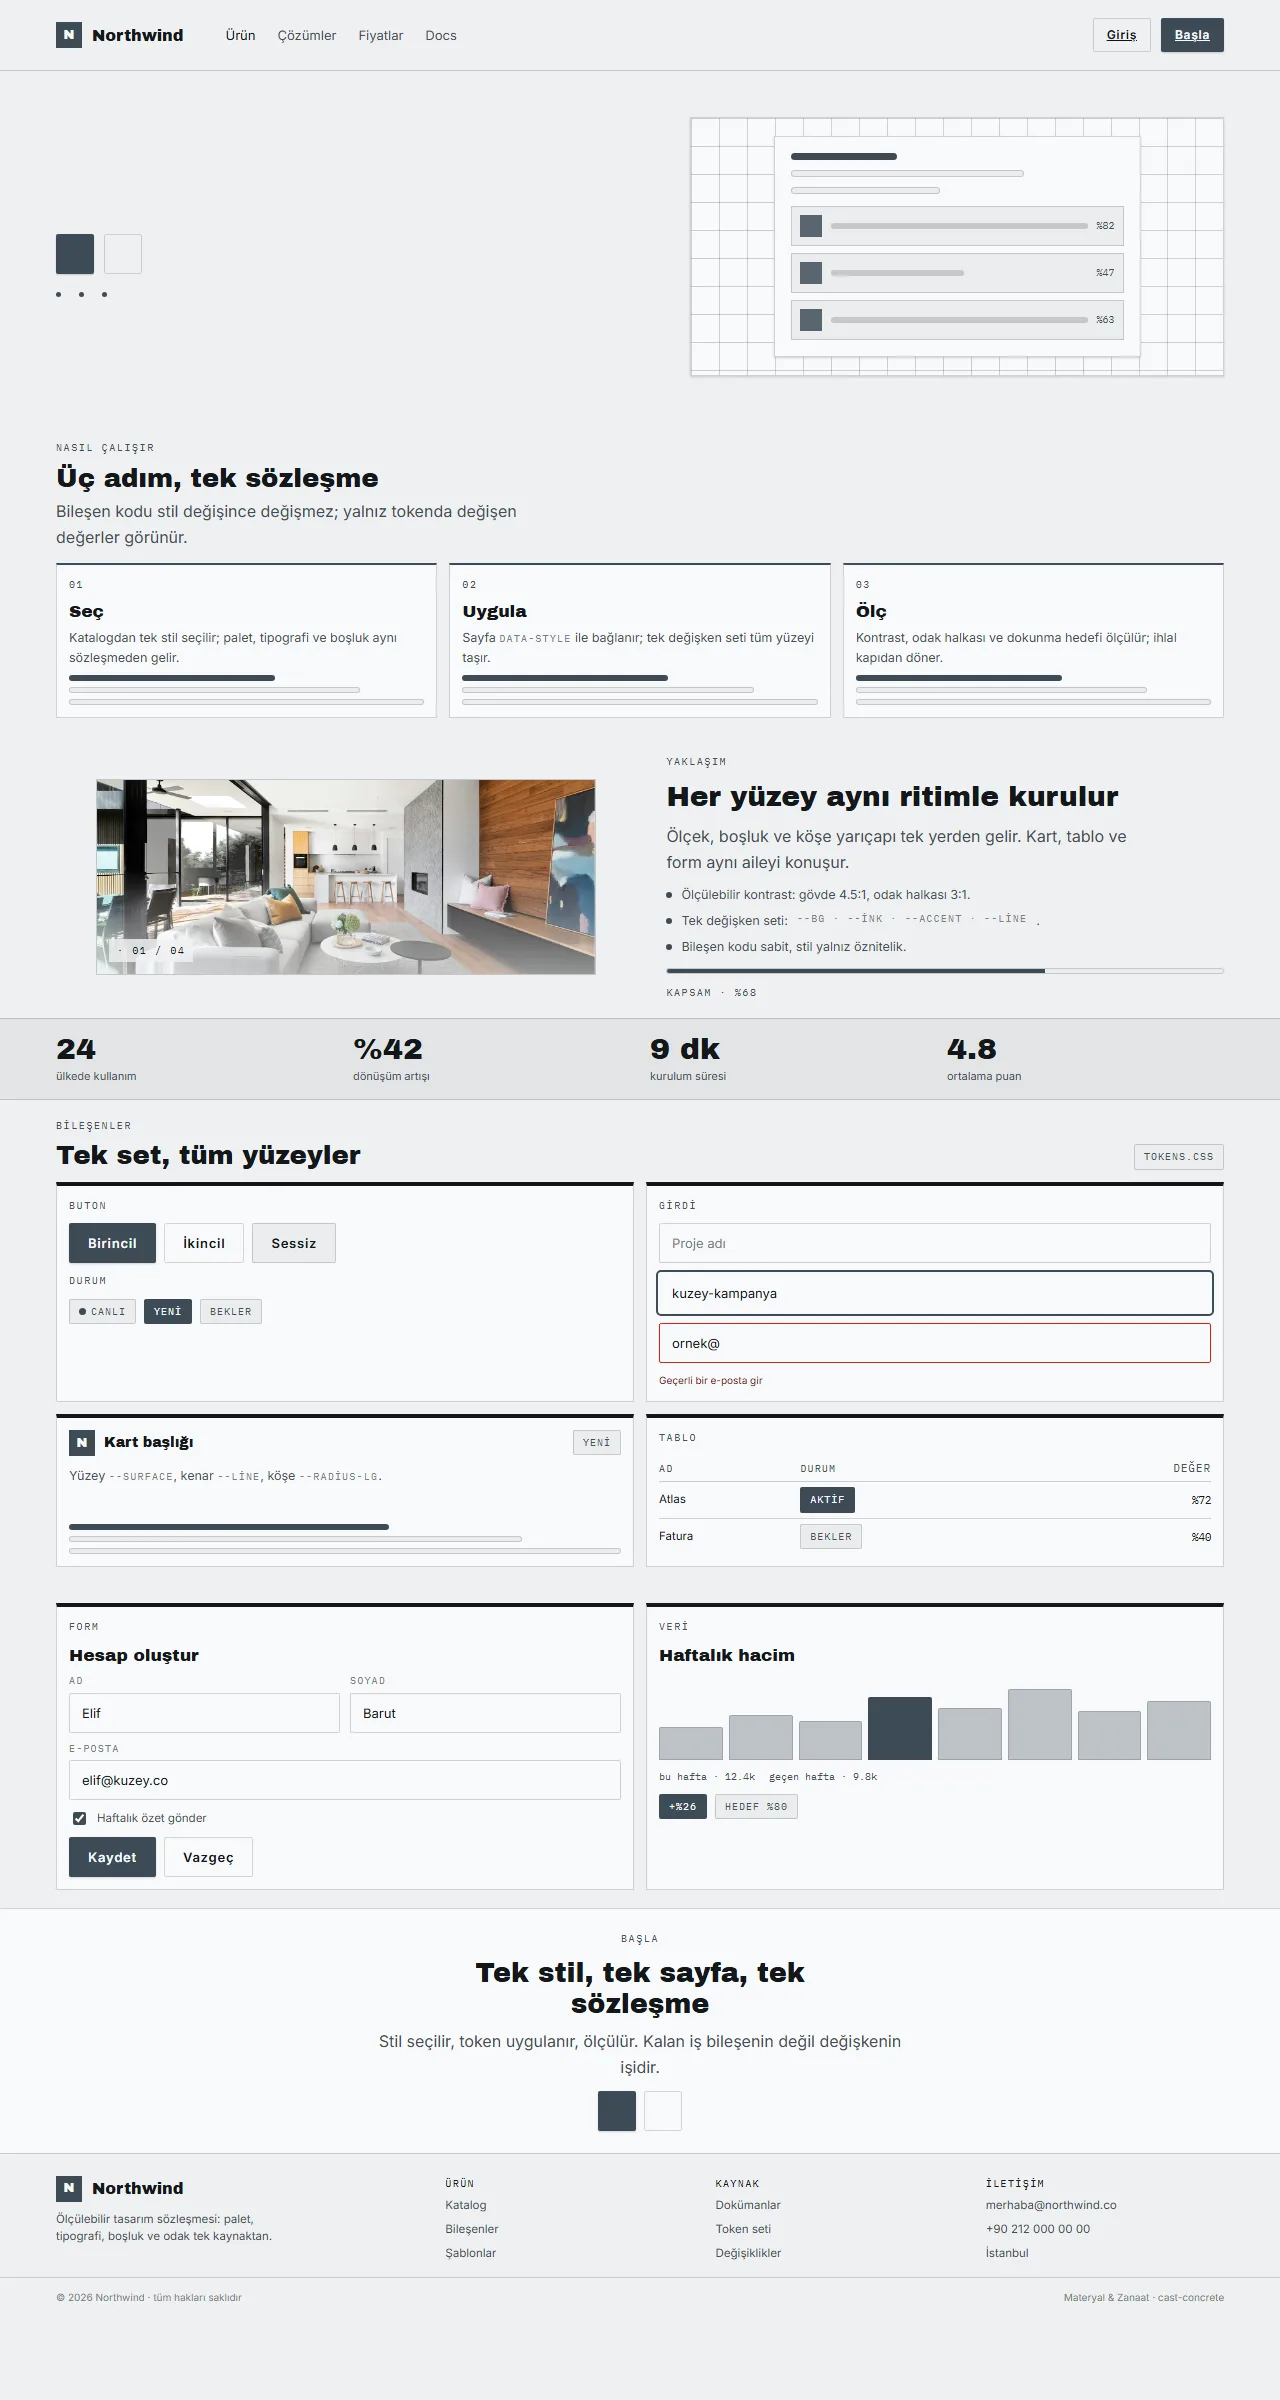 N Northwind Ürün Çözümler Fiyatlar Docs Giriş Başla
%82
%47
%63
NASIL ÇALIŞIR
Üç adım, tek sözleşme
Bileşen kodu stil değişince değişmez; yalnız tokenda değişen
değerler görünür.
01
Seç
Katalogdan tek stil seçilir; palet, tipografi ve boşluk aynı
sözleşmeden gelir.
02
Uygula
Sayfa DATA-STYLE ile bağlanır; tek değişken seti tüm yüzeyi
taşır.
03
Ölç
Kontrast, odak halkası ve dokunma hedefi ölçülür; ihlal
kapıdan döner.
· 01 / 04
YAKLAŞIM
Her yüzey aynı ritimle kurulur
Ölçek, boşluk ve köşe yarıçapı tek yerden gelir. Kart, tablo ve
form aynı aileyi konuşur.
Ölçülebilir kontrast: gövde 4.5:1, odak halkası 3:1.
Tek değişken seti: --BG · --İNK · --ACCENT · --LİNE .
Bileşen kodu sabit, stil yalnız öznitelik.
KAPSAM · %68
24
ülkede kullanım
%42
dönüşüm artışı
9 dk
kurulum süresi
4.8
ortalama puan
BİLEŞENLER
Tek set, tüm yüzeyler
TOKENS.CSS
BUTON
Birincil İkincil Sessiz
DURUM
CANLI YENİ BEKLER
GİRDİ
Proje adı
kuzey-kampanya
ornek@
Geçerli bir e-posta gir
N Kart başlığı YENİ
Yüzey --SURFACE, kenar --LİNE, köşe --RADİUS-LG.
TABLO
AD DURUM DEĞER
Atlas AKTİF %72
Fatura BEKLER %40
FORM
Hesap oluştur
AD SOYAD
Elif Barut
E-POSTA
elif@kuzey.co
Haftalık özet gönder
Kaydet Vazgeç
VERİ
Haftalık hacim
bu hafta · 12.4k geçen hafta · 9.8k
+%26 HEDEF %80
BAŞLA
Tek stil, tek sayfa, tek
sözleşme
Stil seçilir, token uygulanır, ölçülür. Kalan iş bileşenin değil değişkenin
işidir.
N Northwind
Ölçülebilir tasarım sözleşmesi: palet,
tipografi, boşluk ve odak tek kaynaktan.
ÜRÜN
Katalog
Bileşenler
Şablonlar
KAYNAK
Dokümanlar
Token seti
Değişiklikler
İLETİŞİM
merhaba@northwind.co
+90 212 000 00 00
İstanbul
© 2026 Northwind · tüm hakları saklıdır
Materyal & Zanaat · cast-concrete